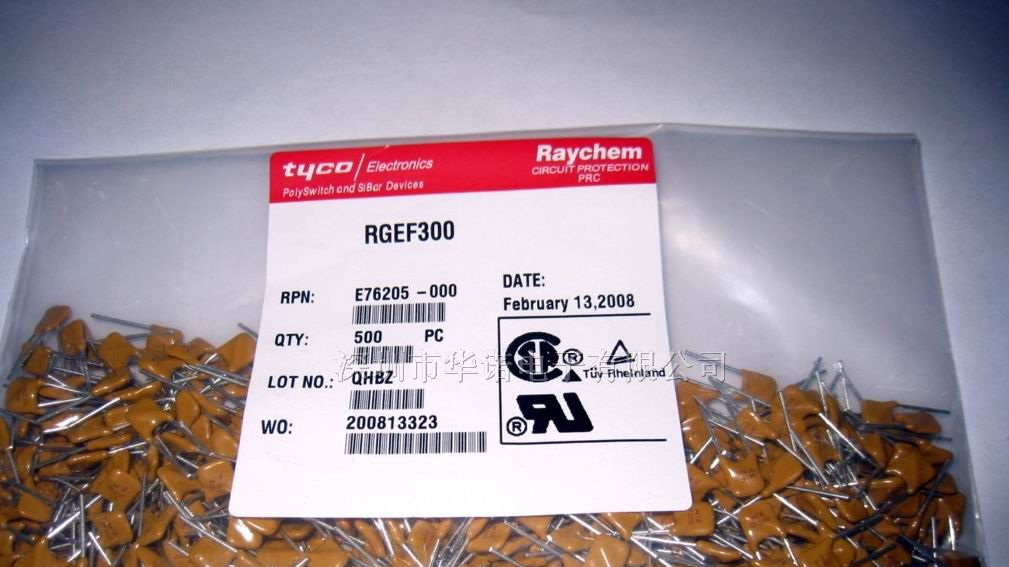 tyco / Electronics
PolySwitch and SiBar Devices
Raychem
CIRCUIT PROTECTION
PRC
RGEF300
RPN: E76205-000
QTY: 500 PC
LOT NO.: QHBZ
WO: 200813323
DATE:
February 13,2008
®
TÜV Rheinland
®
深圳市华诺电子有限公司